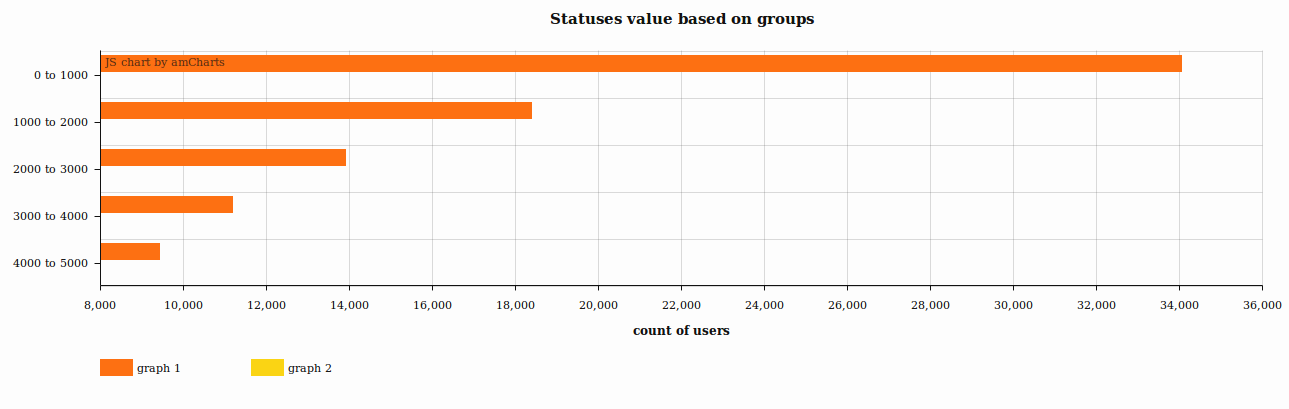 Statuses value based on groups
JS chart by amCharts
0 to 1000
1000 to 2000
2000 to 3000
3000 to 4000
4000 to 5000
8,000 10,000 12,000 14,000 16,000 18,000 20,000 22,000 24,000 26,000 28,000 30,000 32,000 34,000 36,000
count of users
graph 1 graph 2